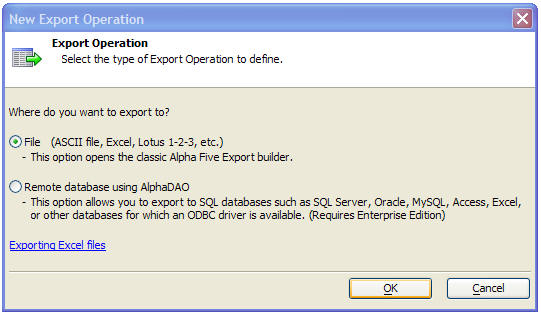 New Export Operation
Export Operation
Select the type of Export Operation to define.
Where do you want to export to?
File (ASCII file, Excel, Lotus 1-2-3, etc.)
- This option opens the classic Alpha Five Export builder.
Remote database using AlphaDAO
- This option allows you to export to SQL databases such as SQL Server, Oracle, MySQL, Access, Excel,
or other databases for which an ODBC driver is available. (Requires Enterprise Edition)
Exporting Excel files
OK Cancel